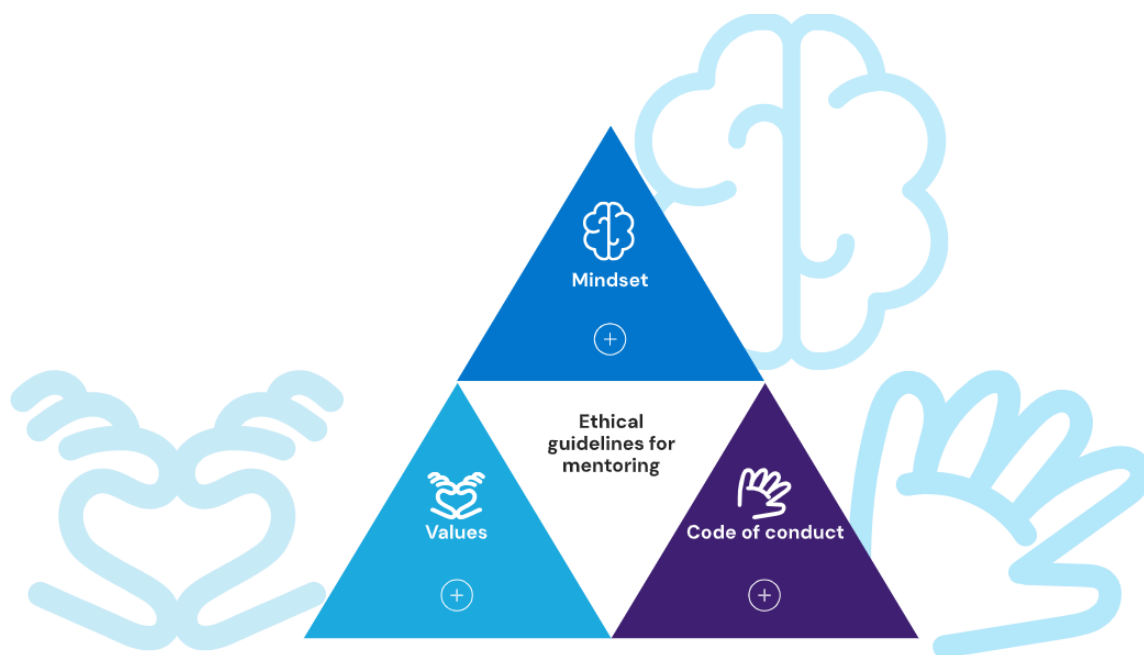 Mindset
Ethical
guidelines for
mentoring
Values
Code of conduct